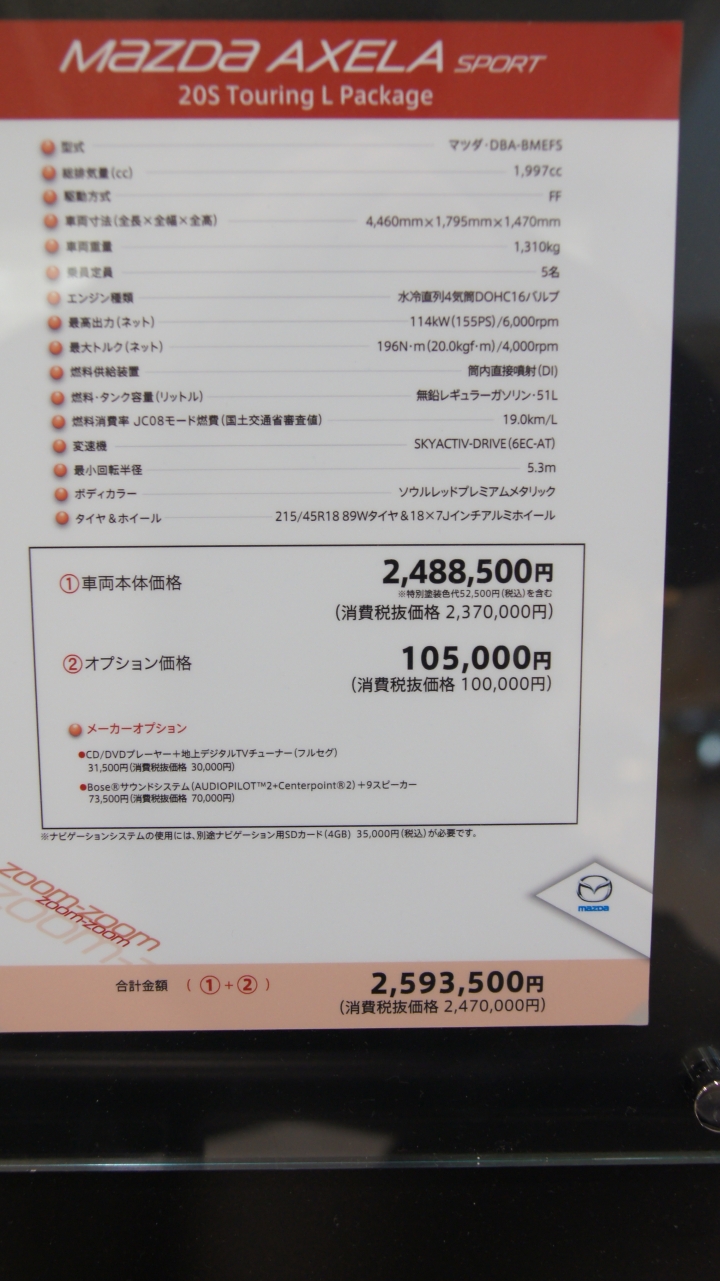 mazda AXELA SPORT
20S Touring L Package
型式 マツダ・DBA-BMEFS
総排気量(cc) 1,997cc
駆動方式 FF
車両寸法(全長×全幅×全高) 4,460mm×1,795mm×1,470mm
車両重量 1,310kg
乗員定員 5名
エンジン種類 水冷直列4気筒DOHC16バルブ
最高出力(ネット) 114kW(155PS)/6,000rpm
最大トルク(ネット) 196N・m(20.0kgf・m)/4,000rpm
燃料供給装置 筒内直接噴射(DI)
燃料・タンク容量(リットル) 無鉛レギュラーガソリン・51L
燃料消費率 JC08モード燃費(国土交通省審査値) 19.0km/L
変速機 SKYACTIV-DRIVE(6EC-AT)
最小回転半径 5.3m
ボディカラー ソウルレッドプレミアムメタリック
タイヤ&ホイール 215/45R18 89Wタイヤ&18×7Jインチアルミホイール
①車両本体価格 2,488,500円
※特別塗装色代52,500円(税込)を含む
(消費税抜価格 2,370,000円)
②オプション価格 105,000円
(消費税抜価格 100,000円)
メーカーオプション
●CD/DVDプレーヤー+地上デジタルTVチューナー(フルセグ)
31,500円(消費税抜価格 30,000円)
●Bose®サウンドシステム(AUDIOPILOT™2+Centerpoint®2)+9スピーカー
73,500円(消費税抜価格 70,000円)
※ナビゲーションシステムの使用には、別途ナビゲーション用SDカード(4GB) 35,000円(税込)が必要です。
zoom-zoom
zoom-zoom
zoom-z
mazda
合計金額 (①+②) 2,593,500円
(消費税抜価格 2,470,000円)